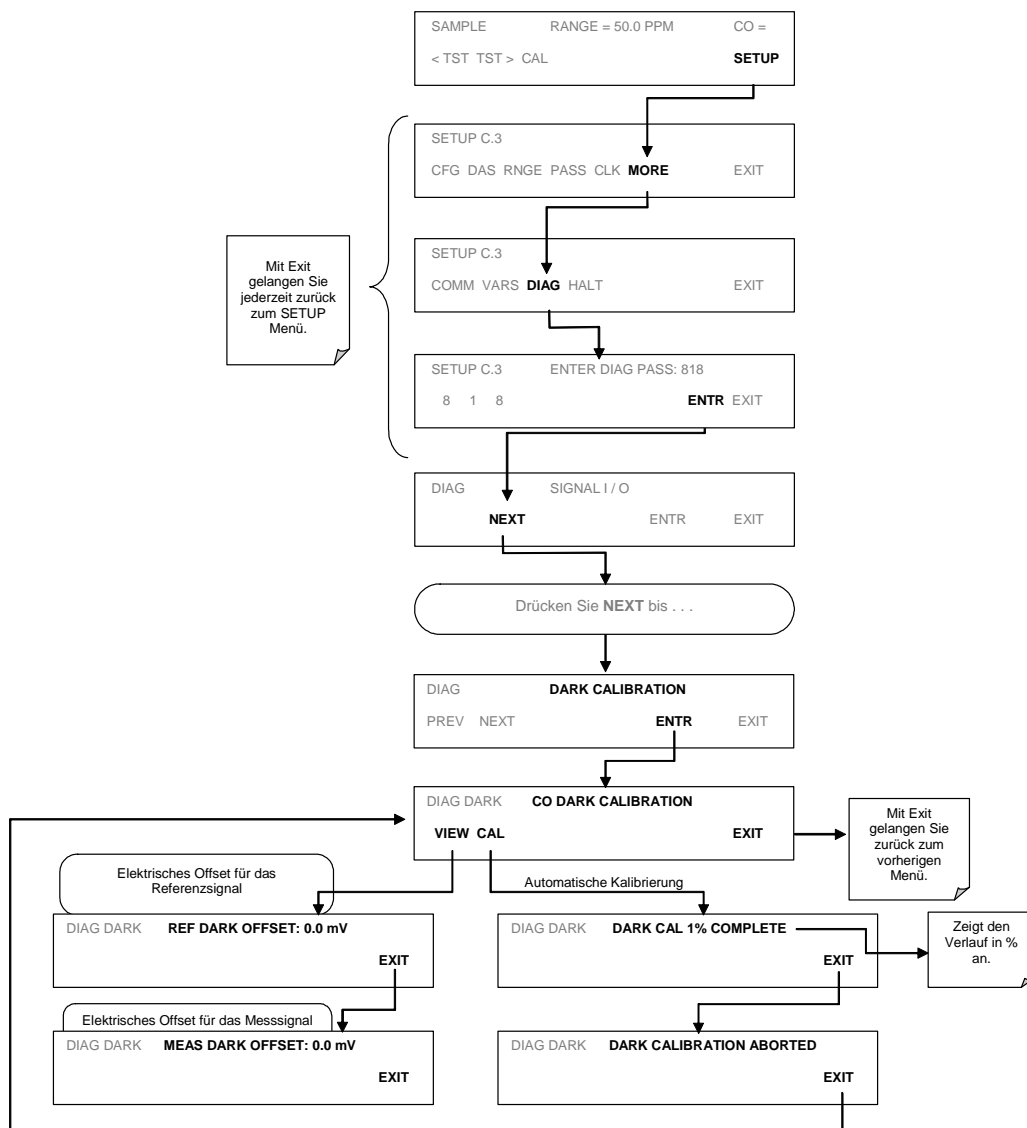 SAMPLE RANGE = 50.0 PPM CO =
< TST TST > CAL SETUP
SETUP C.3
CFG DAS RNGE PASS CLK MORE EXIT
Mit Exit
gelangen Sie
jederzeit zurück
zum SETUP
Menü.
SETUP C.3
COMM VARS DIAG HALT EXIT
SETUP C.3 ENTER DIAG PASS: 818
8 1 8 ENTR EXIT
DIAG SIGNAL I / O
NEXT ENTR EXIT
Drücken Sie NEXT bis . . .
DIAG DARK CALIBRATION
PREV NEXT ENTR EXIT
DIAG DARK CO DARK CALIBRATION
VIEW CAL EXIT
Mit Exit
gelangen Sie
zurück zum
vorherigen
Menü.
Elektrisches Offset für das
Referenzsignal
Automatische Kalibrierung
DIAG DARK REF DARK OFFSET: 0.0 mV
EXIT
DIAG DARK DARK CAL 1% COMPLETE
EXIT
Zeigt den
Verlauf in %
an.
Elektrisches Offset für das Messsignal
DIAG DARK MEAS DARK OFFSET: 0.0 mV
EXIT
DIAG DARK DARK CALIBRATION ABORTED
EXIT